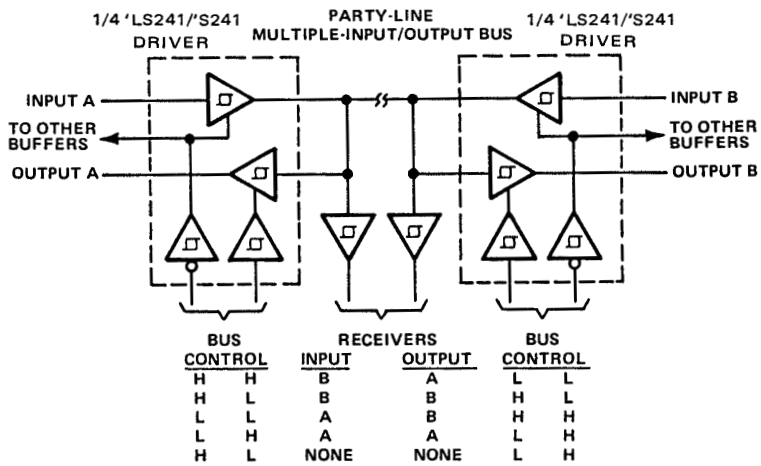 1/4 'LS241/'S241
DRIVER
PARTY-LINE
MULTIPLE-INPUT/OUTPUT BUS
1/4 'LS241/'S241
DRIVER
INPUT A
INPUT B
TO OTHER
BUFFERS
TO OTHER
BUFFERS
OUTPUT A
OUTPUT B
BUS RECEIVERS BUS
CONTROL INPUT OUTPUT CONTROL
H H B A L L
H L B B H L
L L A B H H
L H A A L H
H L NONE NONE L H